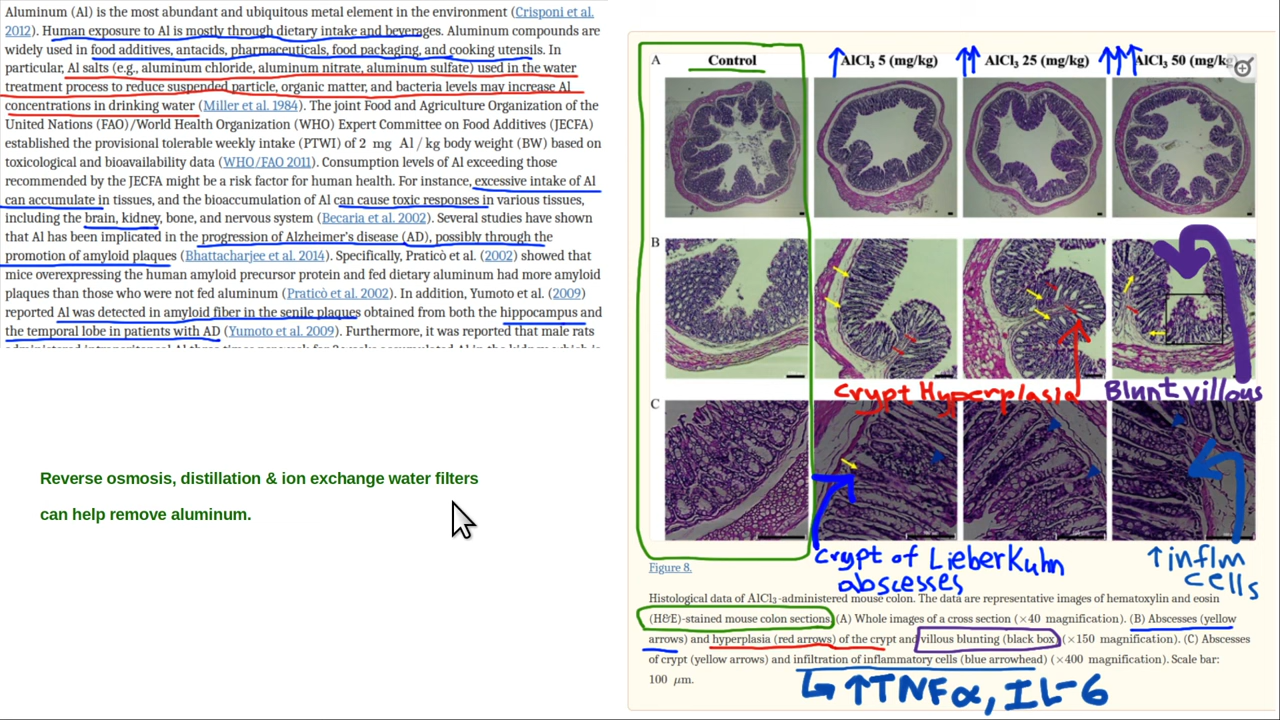 Aluminum (Al) is the most abundant and ubiquitous metal element in the environment (Crisponi et al.
2012). Human exposure to Al is mostly through dietary intake and beverages. Aluminum compounds are
widely used in food additives, antacids, pharmaceuticals, food packaging, and cooking utensils. In
particular, Al salts (e.g., aluminum chloride, aluminum nitrate, aluminum sulfate) used in the water
treatment process to reduce suspended particle, organic matter, and bacteria levels may increase Al
concentrations in drinking water (Miller et al. 1984). The joint Food and Agriculture Organization of the
United Nations (FAO)/World Health Organization (WHO) Expert Committee on Food Additives (JECFA)
established the provisional tolerable weekly intake (PTWI) of 2 mg Al / kg body weight (BW) based on
toxicological and bioavailability data (WHO/FAO 2011). Consumption levels of Al exceeding those
recommended by the JECFA might be a risk factor for human health. For instance, excessive intake of Al
can accumulate in tissues, and the bioaccumulation of Al can cause toxic responses in various tissues,
including the brain, kidney, bone, and nervous system (Becaria et al. 2002). Several studies have shown
that Al has been implicated in the progression of Alzheimer's disease (AD), possibly through the
promotion of amyloid plaques (Bhattacharjee et al. 2014). Specifically, Praticò et al. (2002) showed that
mice overexpressing the human amyloid precursor protein and fed dietary aluminum had more amyloid
plaques than those who were not fed aluminum (Praticò et al. 2002). In addition, Yumoto et al. (2009)
reported Al was detected in amyloid fiber in the senile plaques obtained from both the hippocampus and
the temporal lobe in patients with AD (Yumoto et al. 2009). Furthermore, it was reported that male rats
Reverse osmosis, distillation & ion exchange water filters
can help remove aluminum.
A Control ↑AlCl3 5 (mg/kg) ↑↑ AlCl3 25 (mg/kg) ↑↑↑ AlCl3 50 (mg/kg)
B
Crypt Hyperplasia Blunt villous
C
Crypt of Lieberkuhn
abscesses
↑inflm
cells
Figure 8.
Histological data of AlCl3-administered mouse colon. The data are representative images of hematoxylin and eosin
(H&E)-stained mouse colon sections. (A) Whole images of a cross section (×40 magnification). (B) Abscesses (yellow
arrows) and hyperplasia (red arrows) of the crypt and villous blunting (black box) (×150 magnification). (C) Abscesses
of crypt (yellow arrows) and infiltration of inflammatory cells (blue arrowhead) (×400 magnification). Scale bar:
100 μm.
↑TNFα, IL-6